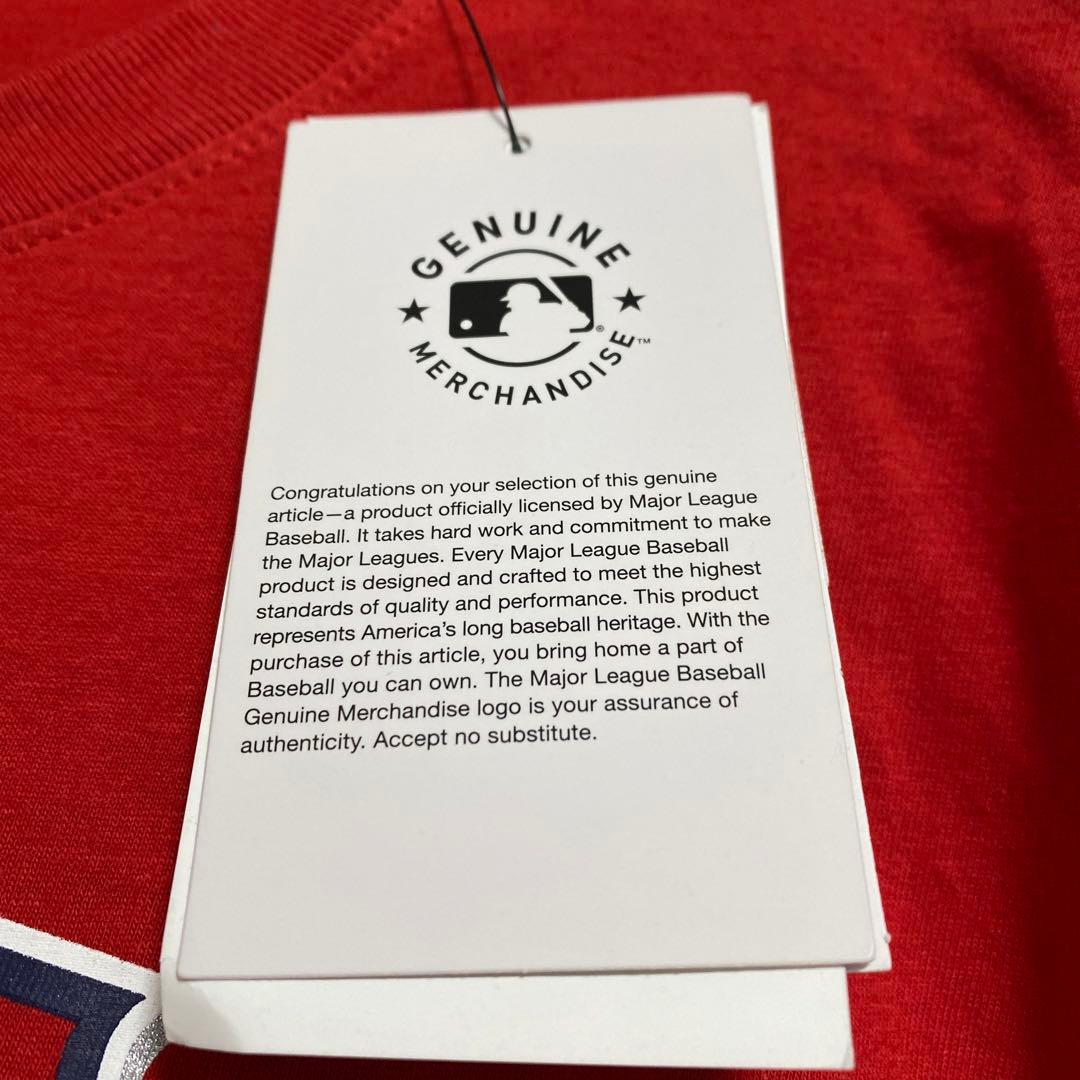 GENUINE
MERCHANDISE™
®
Congratulations on your selection of this genuine
article—a product officially licensed by Major League
Baseball. It takes hard work and commitment to make
the Major Leagues. Every Major League Baseball
product is designed and crafted to meet the highest
standards of quality and performance. This product
represents America's long baseball heritage. With the
purchase of this article, you bring home a part of
Baseball you can own. The Major League Baseball
Genuine Merchandise logo is your assurance of
authenticity. Accept no substitute.